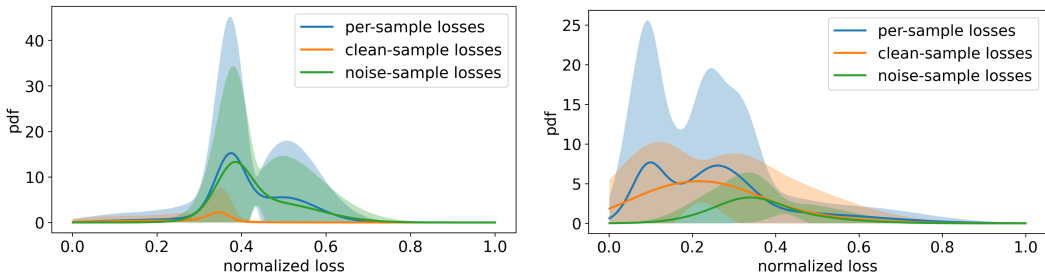 per-sample losses
clean-sample losses
noise-sample losses
pdf
40
30
20
10
0
0.0 0.2 0.4 0.6 0.8 1.0
normalized loss
per-sample losses
clean-sample losses
noise-sample losses
pdf
25
20
15
10
5
0
0.0 0.2 0.4 0.6 0.8 1.0
normalized loss